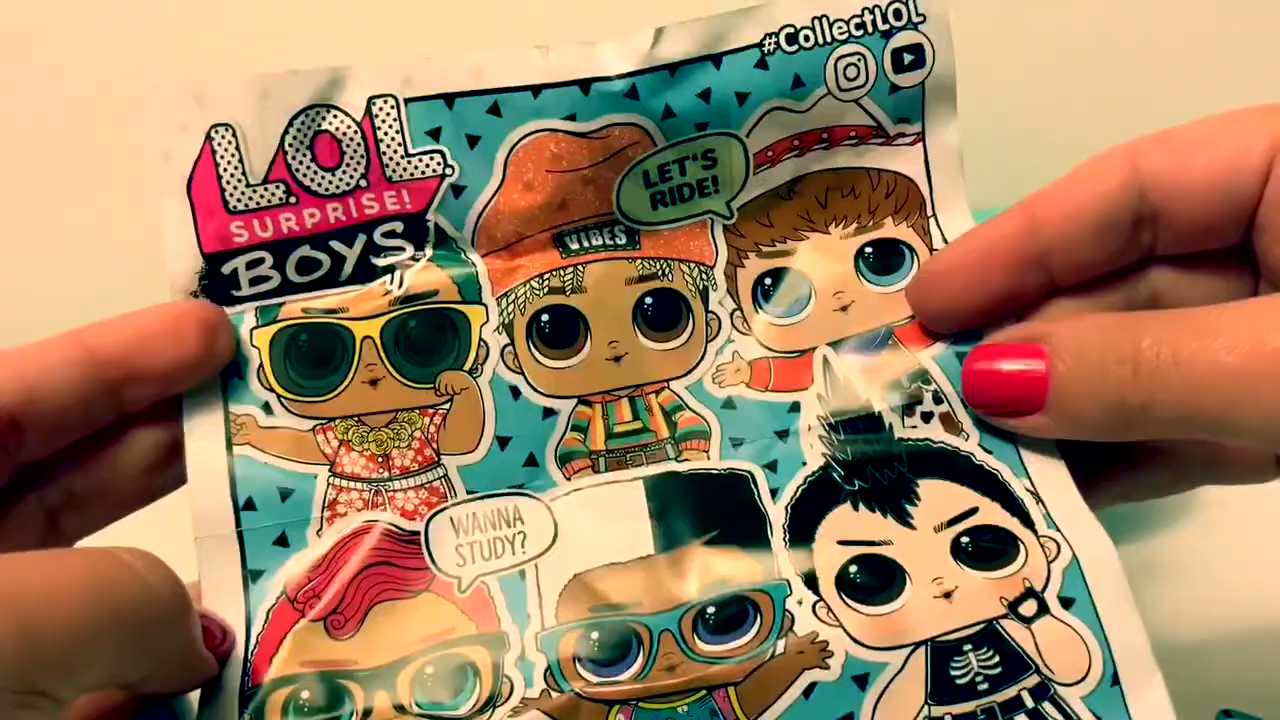 #CollectLOL
L.O.L.
SURPRISE!
BOYS
LET'S
RIDE!
VIBES
WANNA
STUDY?